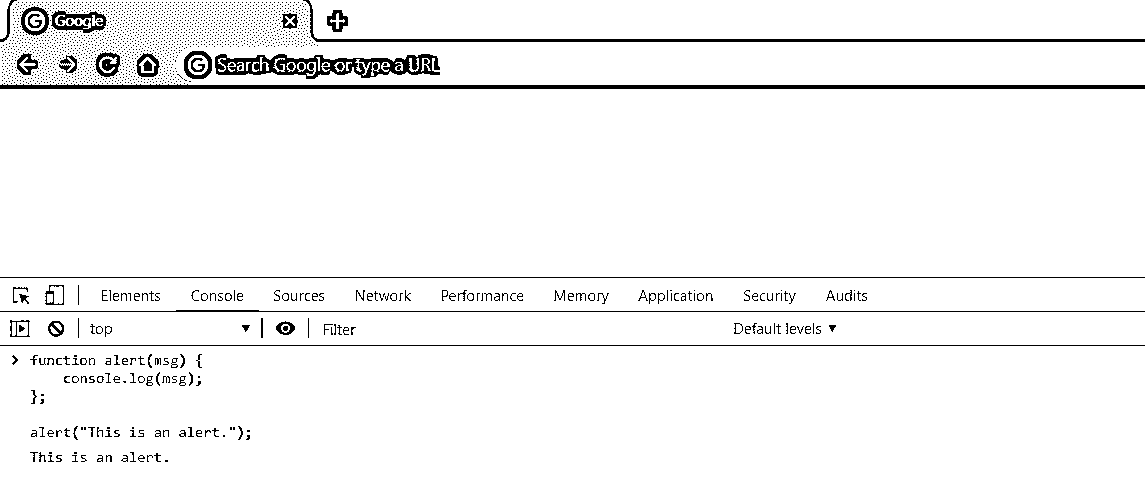 Google
Search Google or type a URL
Elements Console Sources Network Performance Memory Application Security Audits
top Filter Default levels
function alert(msg) {
    console.log(msg);
};
alert("This is an alert.");
This is an alert.